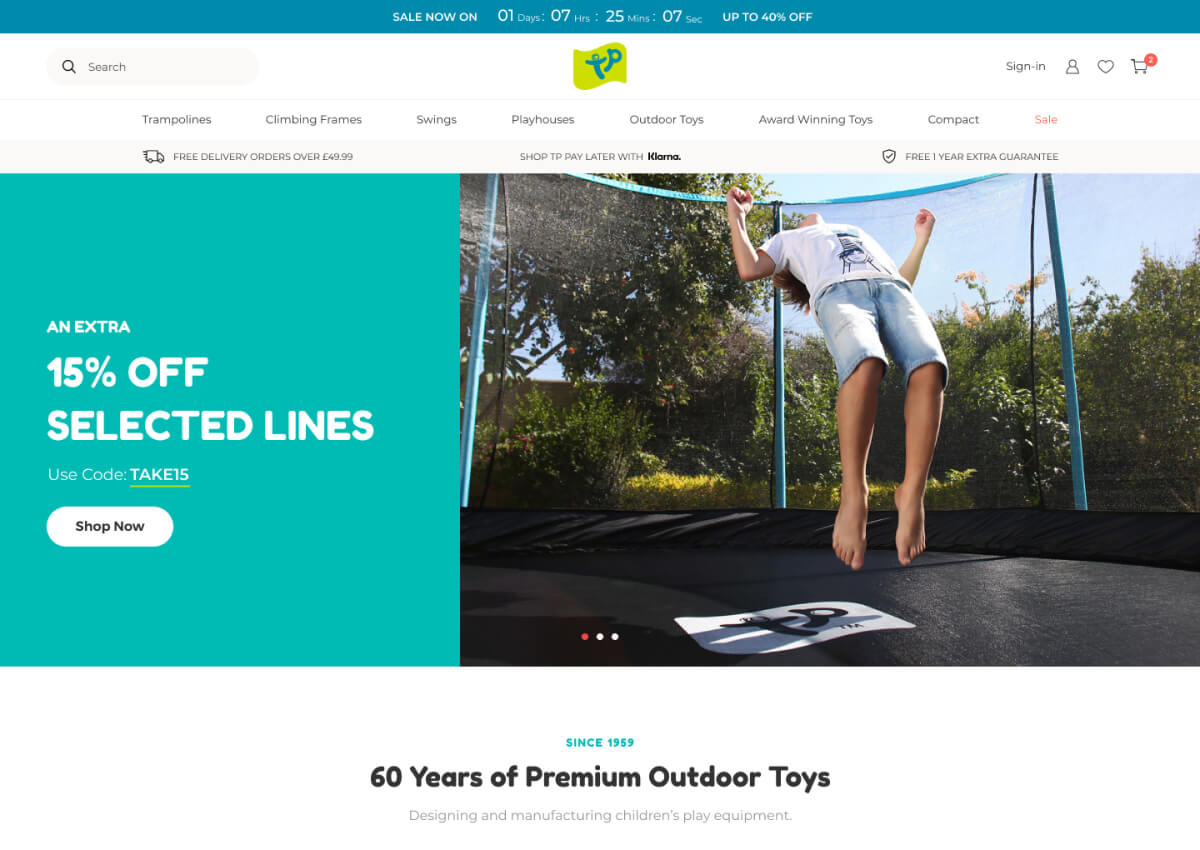 SALE NOW ON 01 Days : 07 Hrs : 25 Mins : 07 Sec UP TO 40% OFF
Search
tp
Sign-in
2
Trampolines Climbing Frames Swings Playhouses Outdoor Toys Award Winning Toys Compact Sale
FREE DELIVERY ORDERS OVER £49.99 SHOP TP PAY LATER WITH Klarna. FREE 1 YEAR EXTRA GUARANTEE
AN EXTRA
15% OFF
SELECTED LINES
Use Code: TAKE15
Shop Now
tp TM
SINCE 1959
60 Years of Premium Outdoor Toys
Designing and manufacturing children's play equipment.